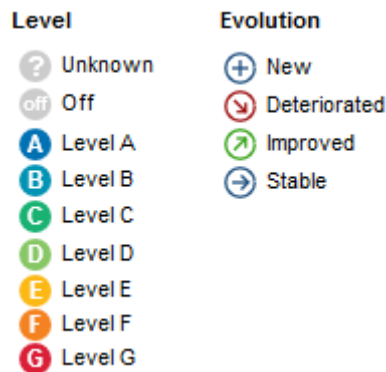 Level
? Unknown
off Off
A Level A
B Level B
C Level C
D Level D
E Level E
F Level F
G Level G
Evolution
New
Deteriorated
Improved
Stable